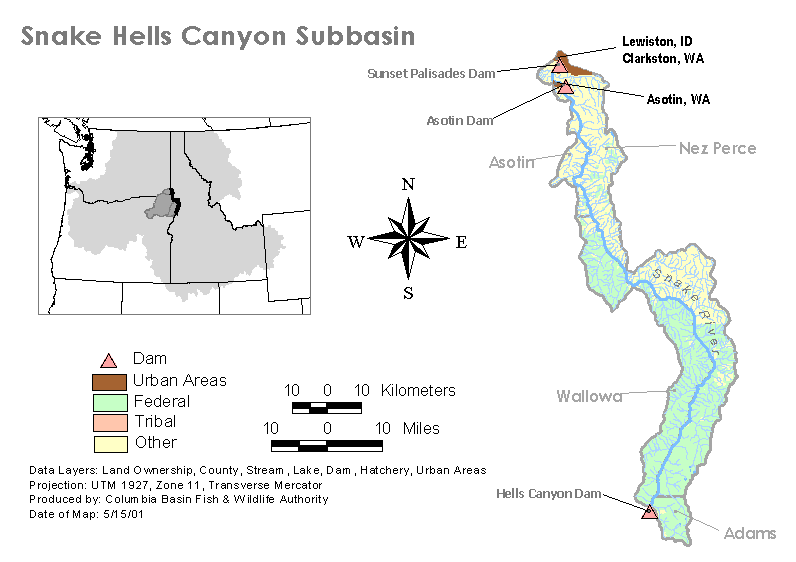 Snake Hells Canyon Subbasin
Lewiston, ID
Clarkston, WA
Sunset Palisades Dam
Asotin, WA
Asotin Dam
Nez Perce
Asotin
N
W
E
S
Snake River
Dam
Urban Areas
Federal
Tribal
Other
10 0 10 Kilometers
10 0 10 Miles
Wallowa
Data Layers: Land Ownership, County, Stream, Lake, Dam, Hatchery, Urban Areas
Projection: UTM 1927, Zone 11, Transverse Mercator
Produced by: Columbia Basin Fish & Wildlife Authority
Date of Map: 5/15/01
Hells Canyon Dam
Adams